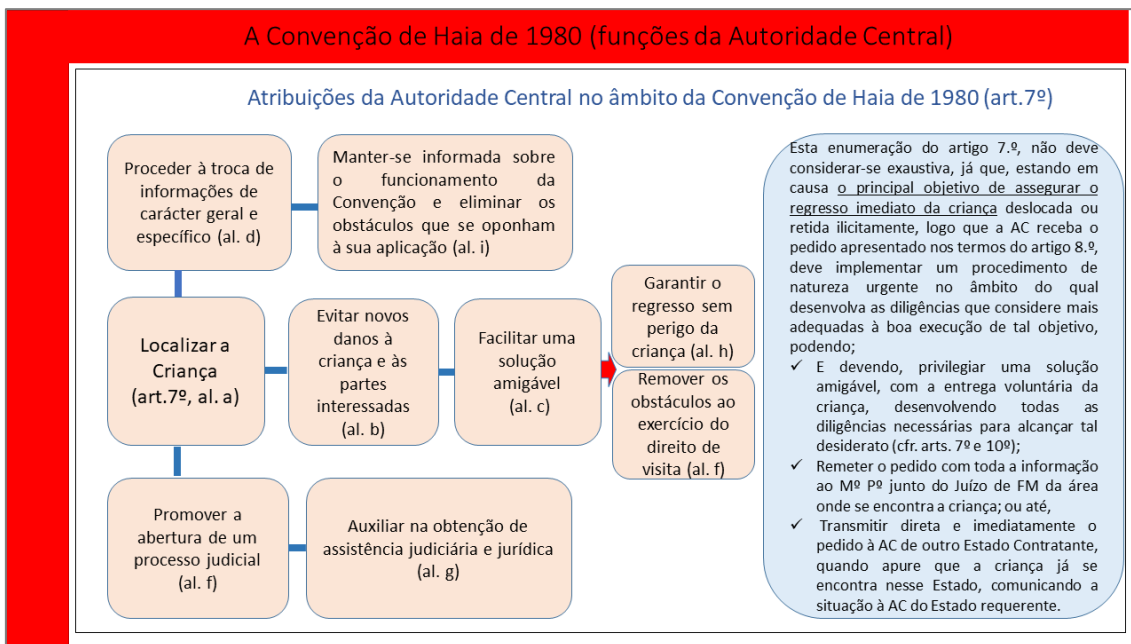 A Convenção de Haia de 1980 (funções da Autoridade Central)
Atribuições da Autoridade Central no âmbito da Convenção de Haia de 1980 (art.7º)
Proceder à troca de
informações de
carácter geral e
específico (al. d)
Manter-se informada sobre
o funcionamento da
Convenção e eliminar os
obstáculos que se oponham
à sua aplicação (al. i)
Localizar a
Criança
(art.7º, al. a)
Evitar novos
danos à
criança e às
partes
interessadas
(al. b)
Facilitar uma
solução
amigável
(al. c)
Garantir o
regresso sem
perigo da
criança (al. h)
Remover os
obstáculos ao
exercício do
direito de
visita (al. f)
Promover a
abertura de um
processo judicial
(al. f)
Auxiliar na obtenção de
assistência judiciária e jurídica
(al. g)
Esta enumeração do artigo 7.º, não deve
considerar-se exaustiva, já que, estando em
causa o principal objetivo de assegurar o
regresso imediato da criança deslocada ou
retida ilicitamente, logo que a AC receba o
pedido apresentado nos termos do artigo 8.º,
deve implementar um procedimento de
natureza urgente no âmbito do qual
desenvolva as diligências que considere mais
adequadas à boa execução de tal objetivo,
podendo;
✓ E devendo, privilegiar uma solução
amigável, com a entrega voluntária da
criança, desenvolvendo todas as
diligências necessárias para alcançar tal
desiderato (cfr. arts. 7º e 10º);
✓ Remeter o pedido com toda a informação
ao Mº Pº junto do Juízo de FM da área
onde se encontra a criança; ou até,
✓ Transmitir direta e imediatamente o
pedido à AC de outro Estado Contratante,
quando apure que a criança já se
encontra nesse Estado, comunicando a
situação à AC do Estado requerente.